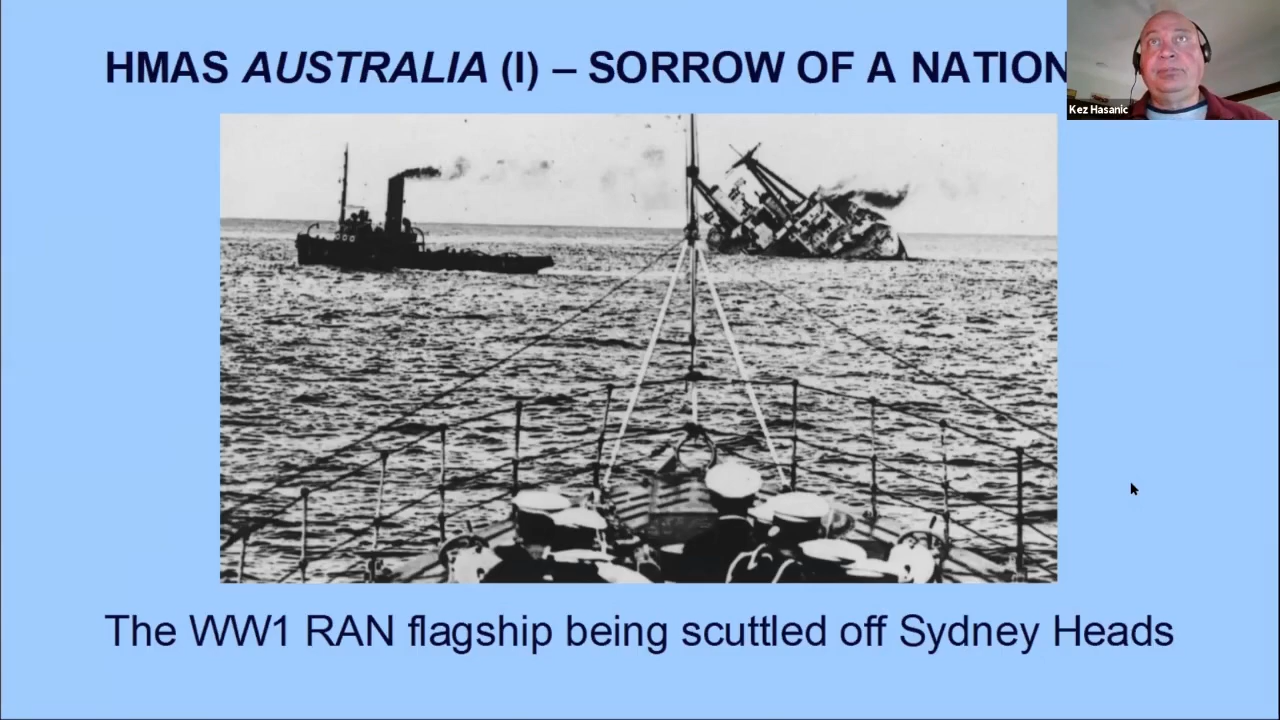 HMAS AUSTRALIA (I) – SORROW OF A NATION
Kez Hasanic
The WW1 RAN flagship being scuttled off Sydney Heads